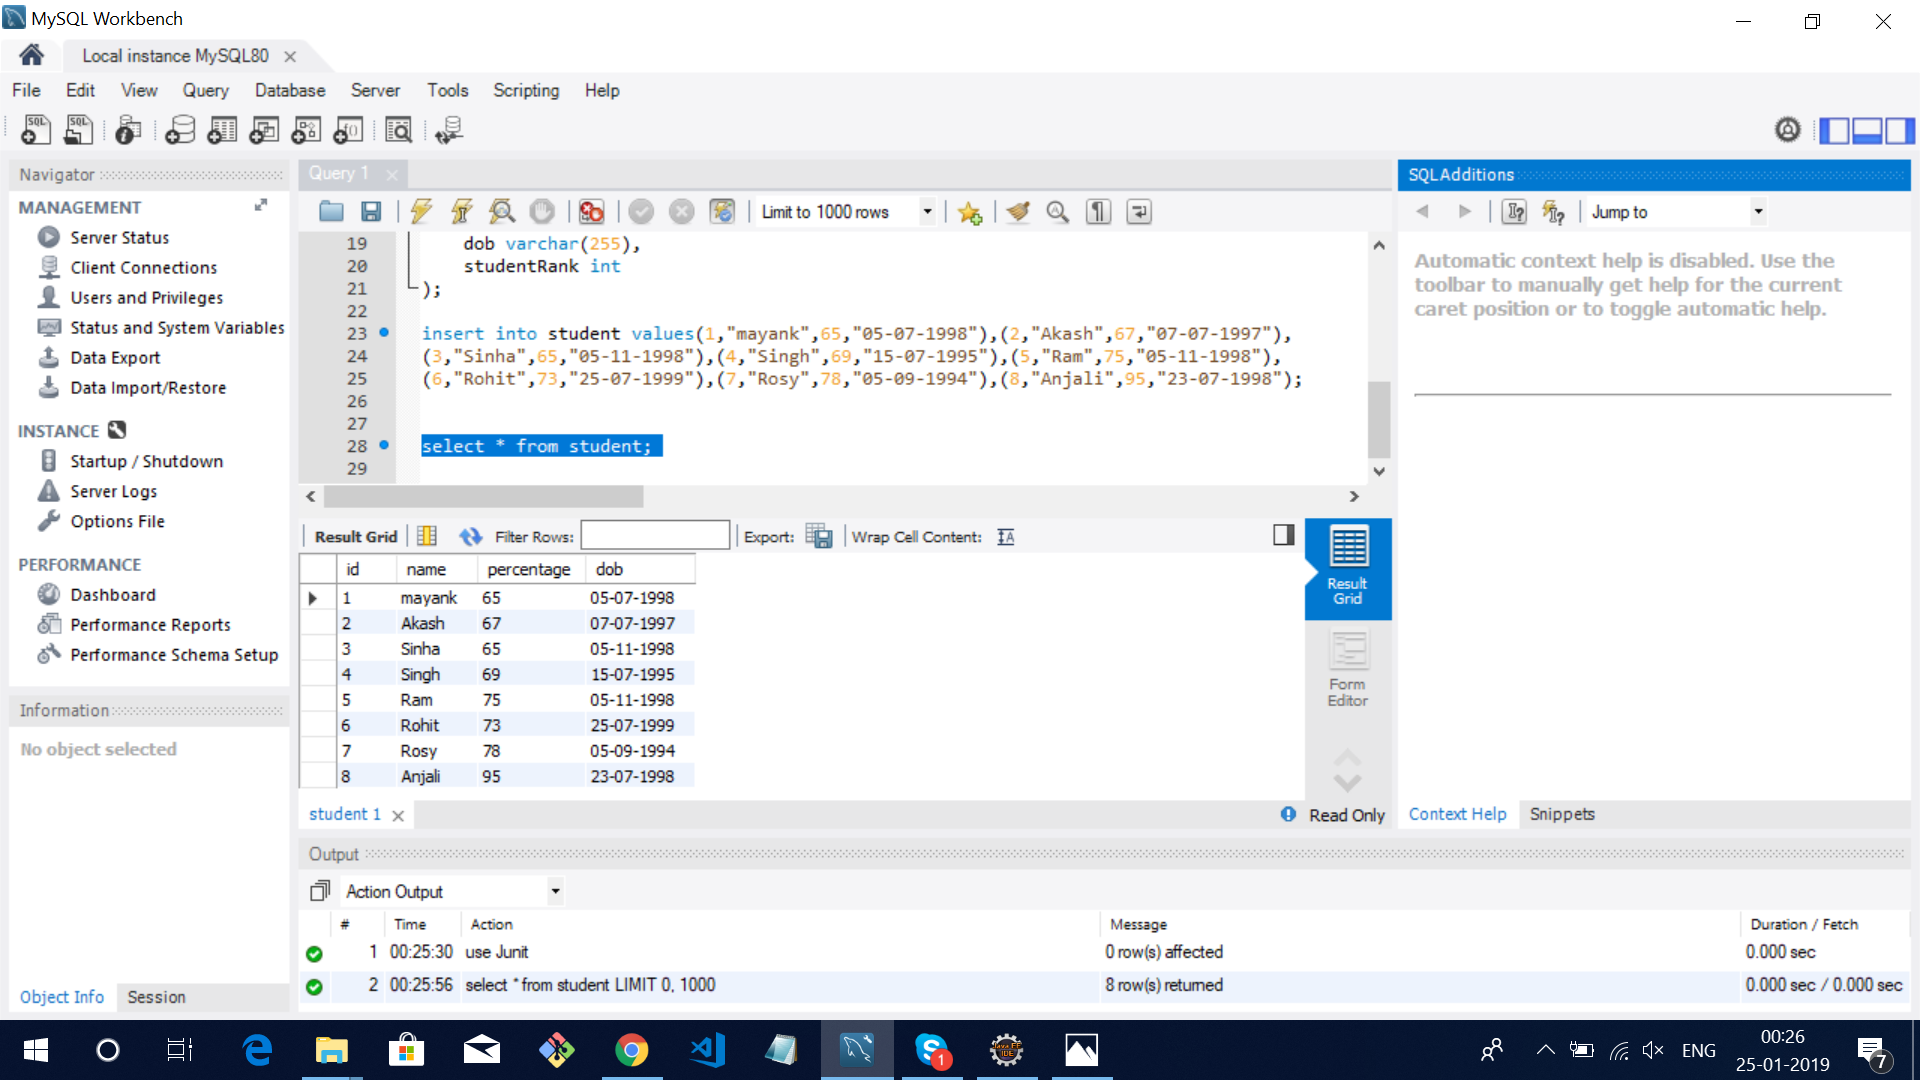 MySQL Workbench
Local instance MySQL80
File Edit View Query Database Server Tools Scripting Help
Navigator
MANAGEMENT
Server Status
Client Connections
Users and Privileges
Status and System Variables
Data Export
Data Import/Restore
INSTANCE
Startup / Shutdown
Server Logs
Options File
PERFORMANCE
Dashboard
Performance Reports
Performance Schema Setup
Information
No object selected
Object Info Session
Query 1
Limit to 1000 rows
19 dob varchar(255),
20 studentRank int
21 );
22
23 insert into student values(1,"mayank",65,"05-07-1998"),(2,"Akash",67,"07-07-1997"),
24 (3,"Sinha",65,"05-11-1998"),(4,"Singh",69,"15-07-1995"),(5,"Ram",75,"05-11-1998"),
25 (6,"Rohit",73,"25-07-1999"),(7,"Rosy",78,"05-09-1994"),(8,"Anjali",95,"23-07-1998");
26
27
28 select * from student;
29
Result Grid Filter Rows: Export: Wrap Cell Content:
id name percentage dob
1 mayank 65 05-07-1998
2 Akash 67 07-07-1997
3 Sinha 65 05-11-1998
4 Singh 69 15-07-1995
5 Ram 75 05-11-1998
6 Rohit 73 25-07-1999
7 Rosy 78 05-09-1994
8 Anjali 95 23-07-1998
Result
Grid
Form
Editor
student 1
Read Only
SQLAdditions
Jump to
Automatic context help is disabled. Use the
toolbar to manually get help for the current
caret position or to toggle automatic help.
Context Help Snippets
Output
Action Output
# Time Action Message Duration / Fetch
1 00:25:30 use Junit 0 row(s) affected 0.000 sec
2 00:25:56 select * from student LIMIT 0, 1000 8 row(s) returned 0.000 sec / 0.000 sec
1
Java EE
IDE
ENG
00:26
25-01-2019
7